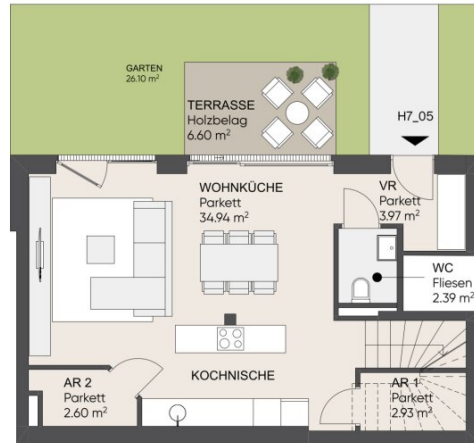 GARTEN
26.10 m²
TERRASSE
Holzbelag
6.60 m²
H7_05
WOHNKÜCHE
Parkett
34.94 m²
VR
Parkett
3.97 m²
WC
Fliesen
2.39 m²
KOCHNISCHE
AR 2
Parkett
2.60 m²
AR 1
Parkett
2.93 m²